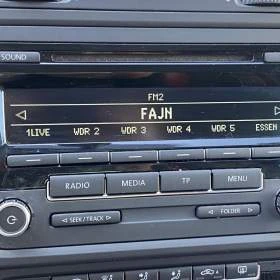 SOUND
FM2
FAJN
1LIVE WDR 2 WDR 3 WDR 4 WDR 5 ESSEN
RADIO MEDIA TP MENU
SEEK / TRACK FOLDER